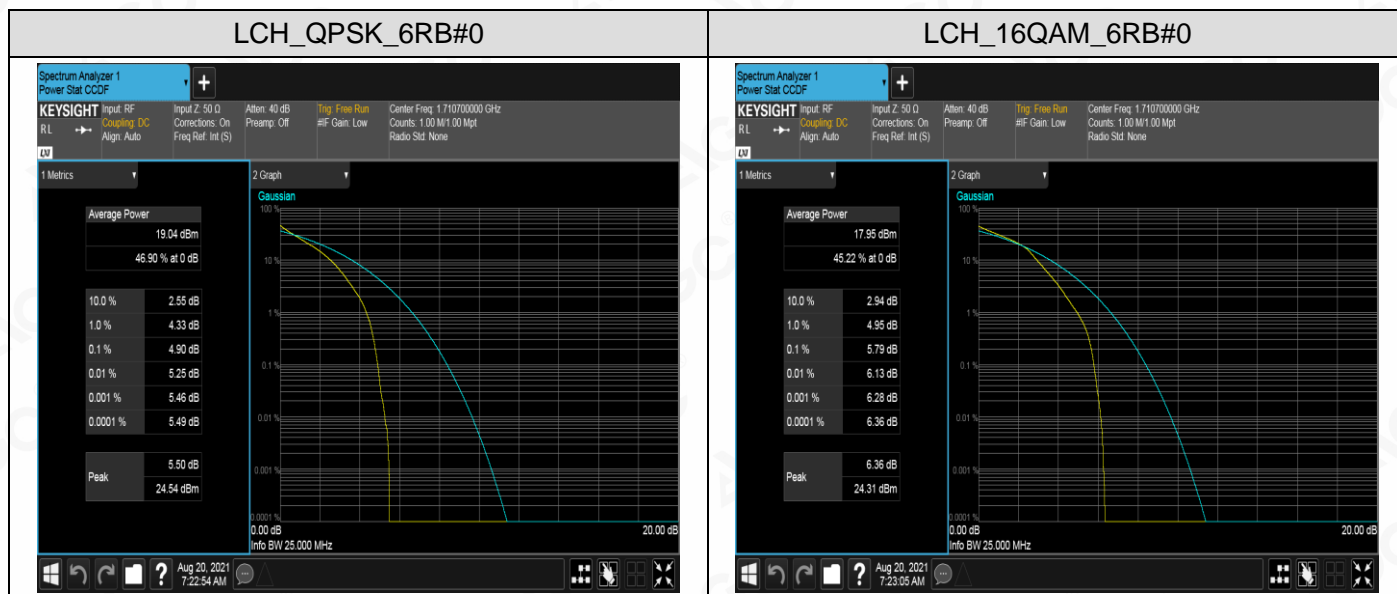 LCH_QPSK_6RB#0
Spectrum Analyzer 1
Power Stat CCDF
+
KEYSIGHT
RL
LXI
Input: RF
Coupling: DC
Align: Auto
Input Z: 50 Ω
Corrections: On
Freq Ref: Int (S)
Atten: 40 dB
Preamp: Off
Trig: Free Run
#IF Gain: Low
Center Freq: 1.710700000 GHz
Counts: 1.00 M/1.00 Mpt
Radio Std: None
1 Metrics
Average Power
19.04 dBm
46.90 % at 0 dB
10.0 % 2.55 dB
1.0 % 4.33 dB
0.1 % 4.90 dB
0.01 % 5.25 dB
0.001 % 5.46 dB
0.0001 % 5.49 dB
Peak
5.50 dB
24.54 dBm
2 Graph
Gaussian
100 %
10 %
1 %
0.1 %
0.01 %
0.001 %
0.0001 %
0.00 dB 20.00 dB
Info BW 25.000 MHz
?
Aug 20, 2021
7:22:54 AM
LCH_16QAM_6RB#0
Spectrum Analyzer 1
Power Stat CCDF
+
KEYSIGHT
RL
LXI
Input: RF
Coupling: DC
Align: Auto
Input Z: 50 Ω
Corrections: On
Freq Ref: Int (S)
Atten: 40 dB
Preamp: Off
Trig: Free Run
#IF Gain: Low
Center Freq: 1.710700000 GHz
Counts: 1.00 M/1.00 Mpt
Radio Std: None
1 Metrics
Average Power
17.95 dBm
45.22 % at 0 dB
10.0 % 2.94 dB
1.0 % 4.95 dB
0.1 % 5.79 dB
0.01 % 6.13 dB
0.001 % 6.28 dB
0.0001 % 6.36 dB
Peak
6.36 dB
24.31 dBm
2 Graph
Gaussian
100 %
10 %
1 %
0.1 %
0.01 %
0.001 %
0.0001 %
0.00 dB 20.00 dB
Info BW 25.000 MHz
?
Aug 20, 2021
7:23:05 AM